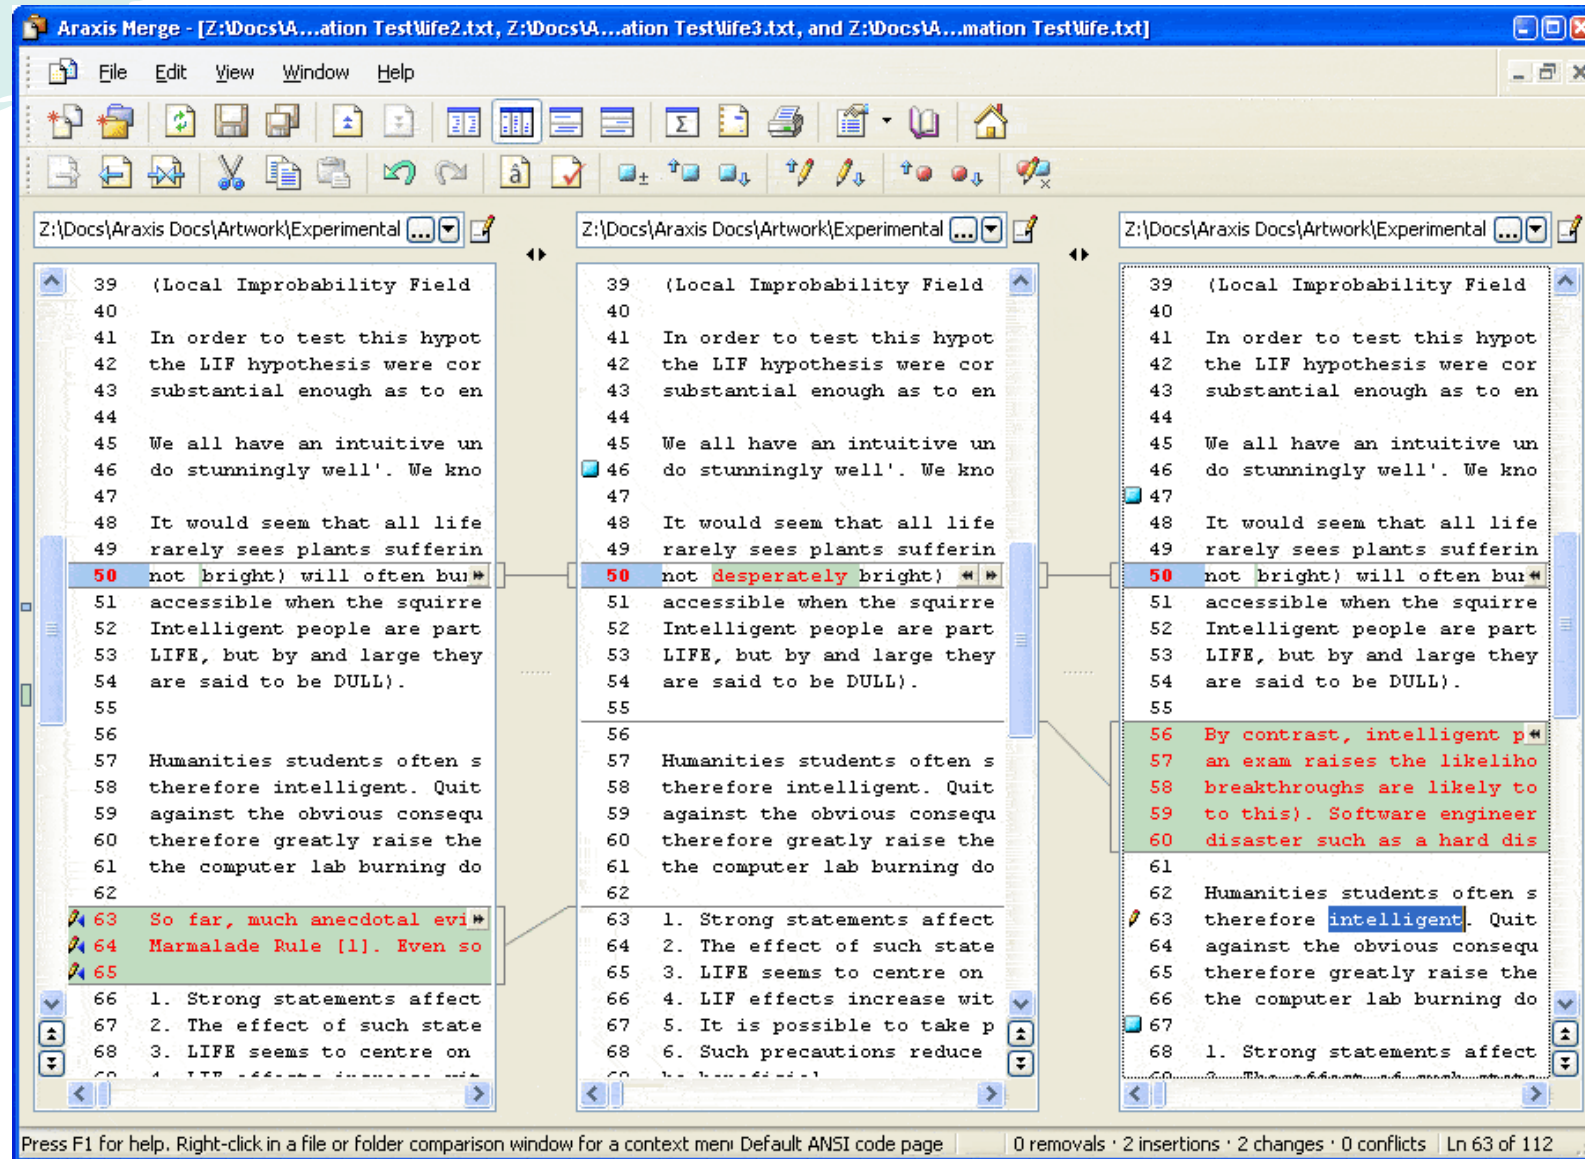 Araxis Merge - [Z:\Docs\A...ation Test\life2.txt, Z:\Docs\A...ation Test\life3.txt, and Z:\Docs\A...mation Test\life.txt]
File Edit View Window Help
Z:\Docs\Araxis Docs\Artwork\Experimental ...
39 (Local Improbability Field
40
41 In order to test this hypot
42 the LIF hypothesis were cor
43 substantial enough as to en
44
45 We all have an intuitive un
46 do stunningly well'. We kno
47
48 It would seem that all life
49 rarely sees plants sufferin
50 not bright) will often bur
51 accessible when the squirre
52 Intelligent people are part
53 LIFE, but by and large they
54 are said to be DULL).
55
56
57 Humanities students often s
58 therefore intelligent. Quit
59 against the obvious consequ
60 therefore greatly raise the
61 the computer lab burning do
62
63 So far, much anecdotal evi
64 Marmalade Rule [1]. Even so
65
66 1. Strong statements affect
67 2. The effect of such state
68 3. LIFE seems to centre on
Z:\Docs\Araxis Docs\Artwork\Experimental ...
39 (Local Improbability Field
40
41 In order to test this hypot
42 the LIF hypothesis were cor
43 substantial enough as to en
44
45 We all have an intuitive un
46 do stunningly well'. We kno
47
48 It would seem that all life
49 rarely sees plants sufferin
50 not desperately bright)
51 accessible when the squirre
52 Intelligent people are part
53 LIFE, but by and large they
54 are said to be DULL).
55
56
57 Humanities students often s
58 therefore intelligent. Quit
59 against the obvious consequ
60 therefore greatly raise the
61 the computer lab burning do
62
63 1. Strong statements affect
64 2. The effect of such state
65 3. LIFE seems to centre on
66 4. LIF effects increase wit
67 5. It is possible to take p
68 6. Such precautions reduce
Z:\Docs\Araxis Docs\Artwork\Experimental ...
39 (Local Improbability Field
40
41 In order to test this hypot
42 the LIF hypothesis were cor
43 substantial enough as to en
44
45 We all have an intuitive un
46 do stunningly well'. We kno
47
48 It would seem that all life
49 rarely sees plants sufferin
50 not bright) will often bur
51 accessible when the squirre
52 Intelligent people are part
53 LIFE, but by and large they
54 are said to be DULL).
55
56 By contrast, intelligent p
57 an exam raises the likeliho
58 breakthroughs are likely to
59 to this). Software engineer
60 disaster such as a hard dis
61
62 Humanities students often s
63 therefore intelligent. Quit
64 against the obvious consequ
65 therefore greatly raise the
66 the computer lab burning do
67
68 1. Strong statements affect
Press F1 for help. Right-click in a file or folder comparison window for a context menu Default ANSI code page 0 removals · 2 insertions · 2 changes · 0 conflicts Ln 63 of 112